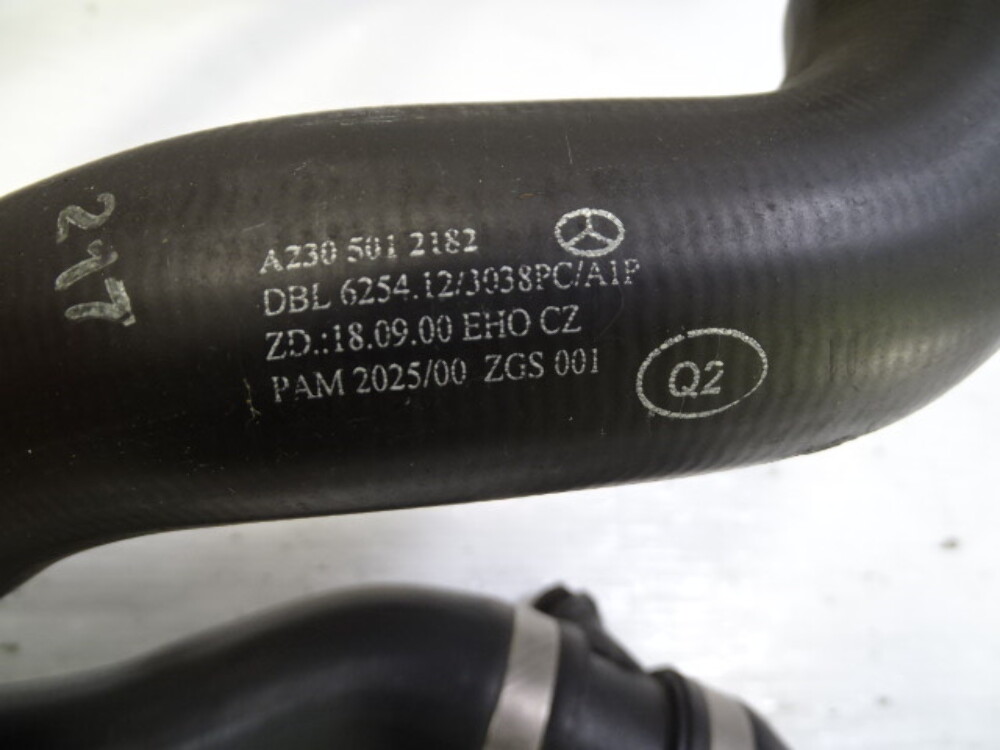 A230 501 2182
DBL 6254.12/3038PC/A1P
ZD.:18.09.00 EHO CZ
PAM 2025/00 ZGS 001
Q2